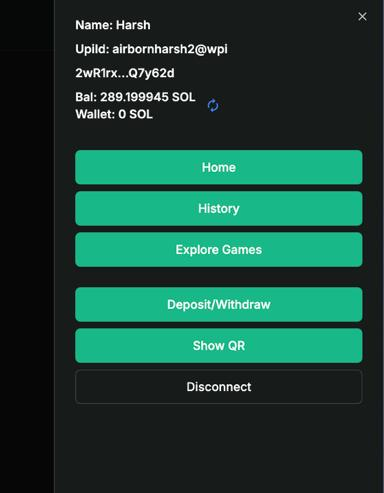 Name: Harsh
UpiId: airbornharsh2@wpi
2wR1rx...Q7y62d
Bal: 289.199945 SOL
Wallet: 0 SOL
Home
History
Explore Games
Deposit/Withdraw
Show QR
Disconnect